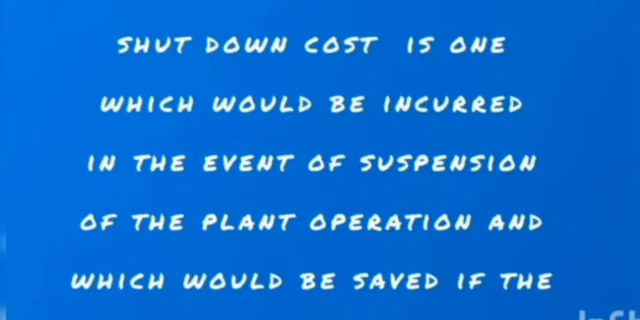 SHUT DOWN COST IS ONE
WHICH WOULD BE INCURRED
IN THE EVENT OF SUSPENSION
OF THE PLANT OPERATION AND
WHICH WOULD BE SAVED IF THE